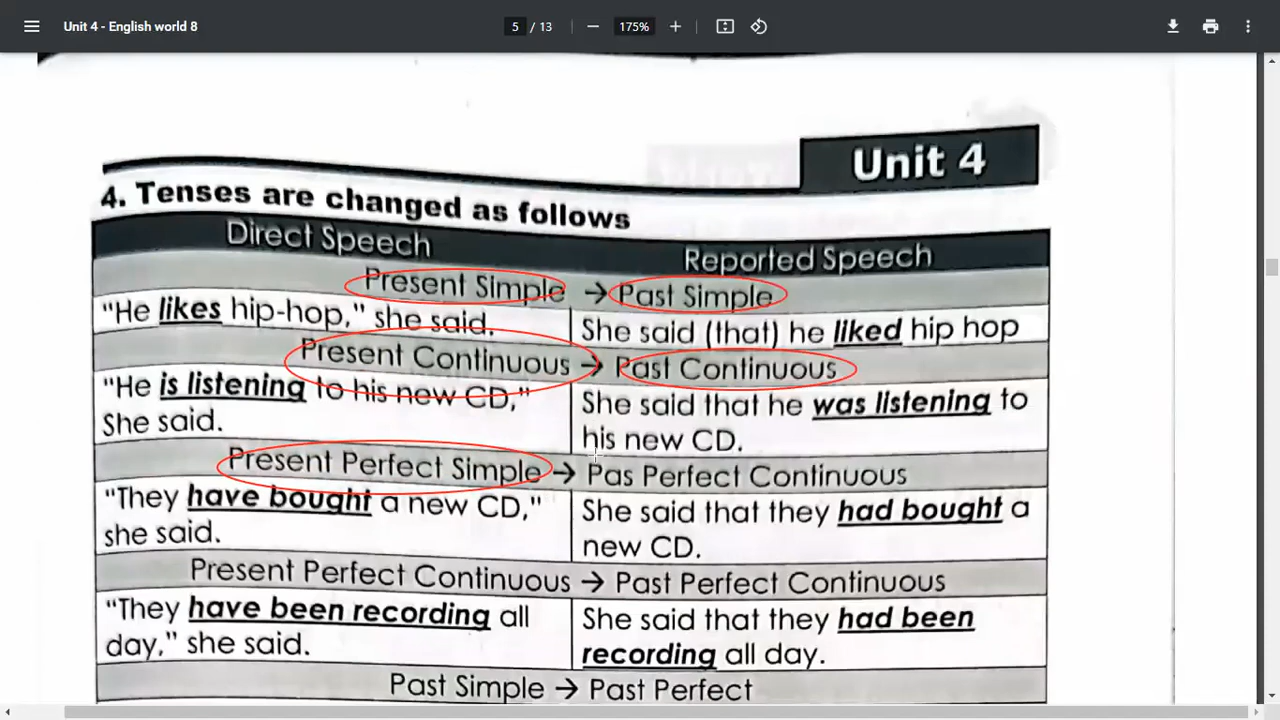 Unit 4 - English world 8
5 / 13
175%
Unit 4
4. Tenses are changed as follows
Direct Speech
Reported Speech
Present Simple → Past Simple
"He likes hip-hop," she said.
She said (that) he liked hip hop
Present Continuous → Past Continuous
"He is listening to his new CD,"
She said.
She said that he was listening to
his new CD.
Present Perfect Simple → Pas Perfect Continuous
"They have bought a new CD,"
she said.
She said that they had bought a
new CD.
Present Perfect Continuous → Past Perfect Continuous
"They have been recording all
day," she said.
She said that they had been
recording all day.
Past Simple → Past Perfect